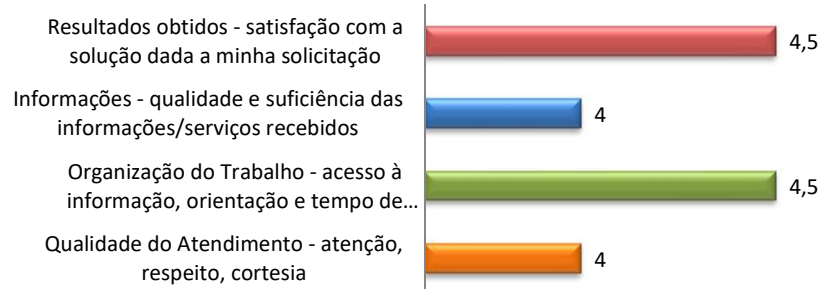 Resultados obtidos - satisfação com a
solução dada a minha solicitação
4,5
Informações - qualidade e suficiência das
informações/serviços recebidos
4
Organização do Trabalho - acesso à
informação, orientação e tempo de...
4,5
Qualidade do Atendimento - atenção,
respeito, cortesia
4